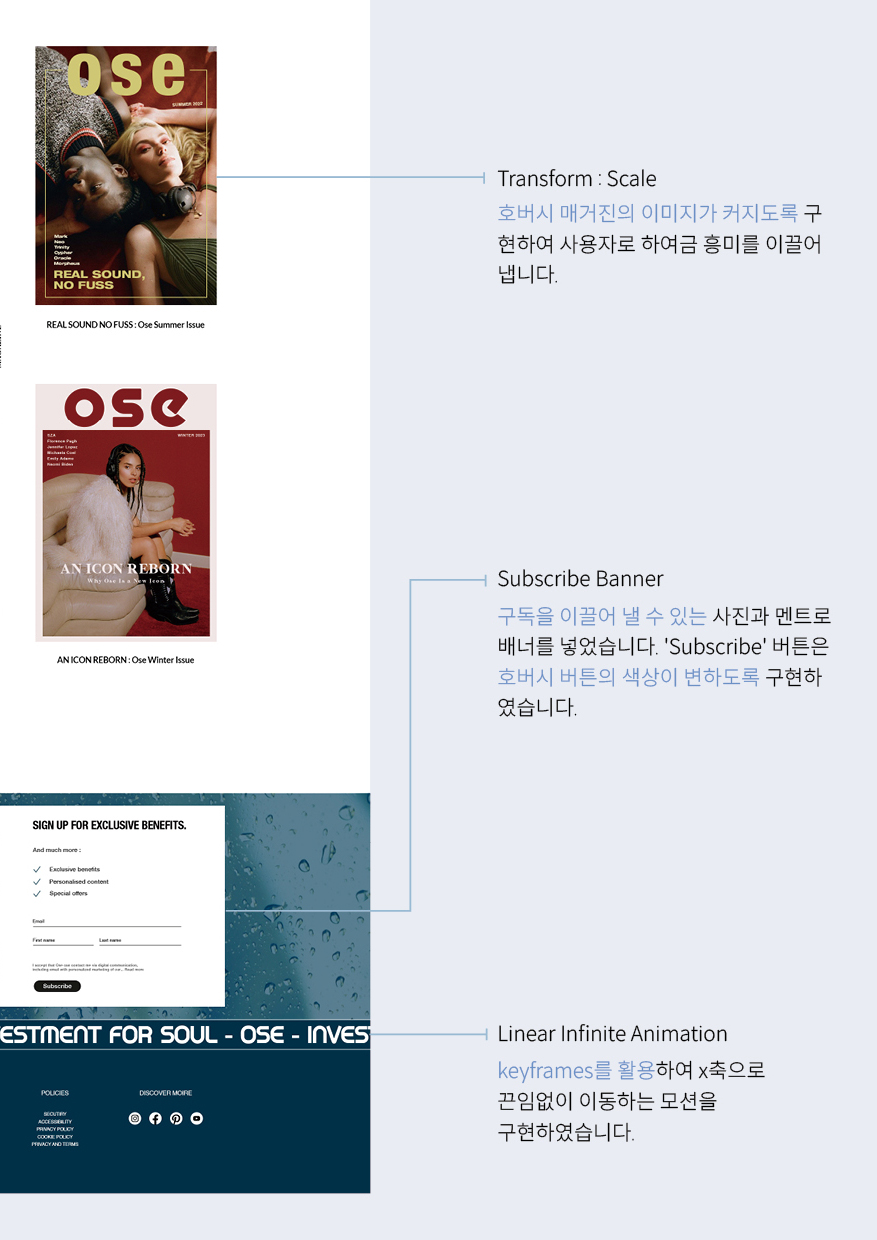 ose
SUMMER 2022
Mark
Neo
Trinity
Cypher
Oracle
Morpheus
REAL SOUND,
NO FUSS
REAL SOUND NO FUSS : Ose Summer Issue
Transform : Scale
호버시 매거진의 이미지가 커지도록 구
현하여 사용자로 하여금 흥미를 이끌어
냅니다.
ose
SZA
Florence Pugh
Jennifer Lopez
Michaela Coel
Emily Adams
Naomi Biden
WINTER 2023
AN ICON REBORN
Why Ose Is a New Icon
AN ICON REBORN : Ose Winter Issue
Subscribe Banner
구독을 이끌어 낼 수 있는 사진과 멘트로
배너를 넣었습니다. 'Subscribe' 버튼은
호버시 버튼의 색상이 변하도록 구현하
였습니다.
SIGN UP FOR EXCLUSIVE BENEFITS.
And much more :
Exclusive benefits
Personalised content
Special offers
Email
First name
Last name
I accept that Ose can contact me via digital communication,
including email with personalized marketing of our... Read more
Subscribe
ESTMENT FOR SOUL - OSE - INVEST
Linear Infinite Animation
keyframes를 활용하여 x축으로
끈임없이 이동하는 모션을
구현하였습니다.
POLICIES
SECUTIRY
ACCESSIBILITY
PRIVACY POLICY
COOKIE POLICY
PRIVACY AND TERMS
DISCOVER MOIRE